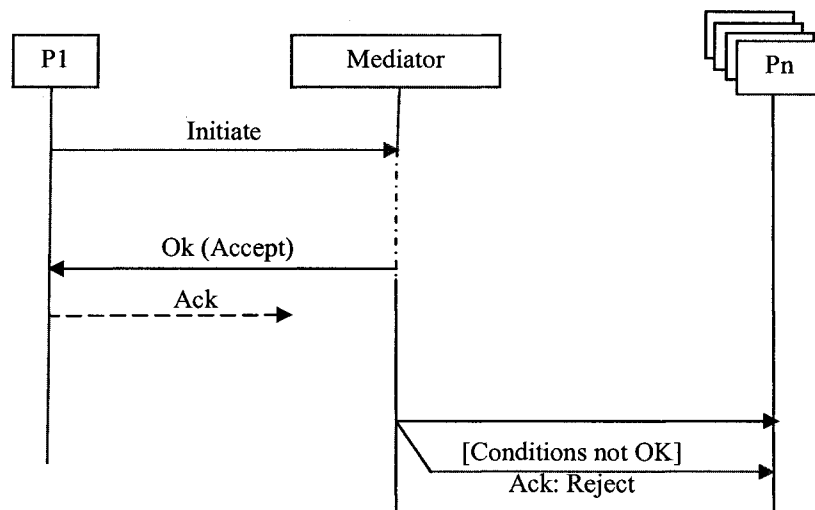 P1
Mediator
Pn
Initiate
Ok (Accept)
Ack
[Conditions not OK]
Ack: Reject